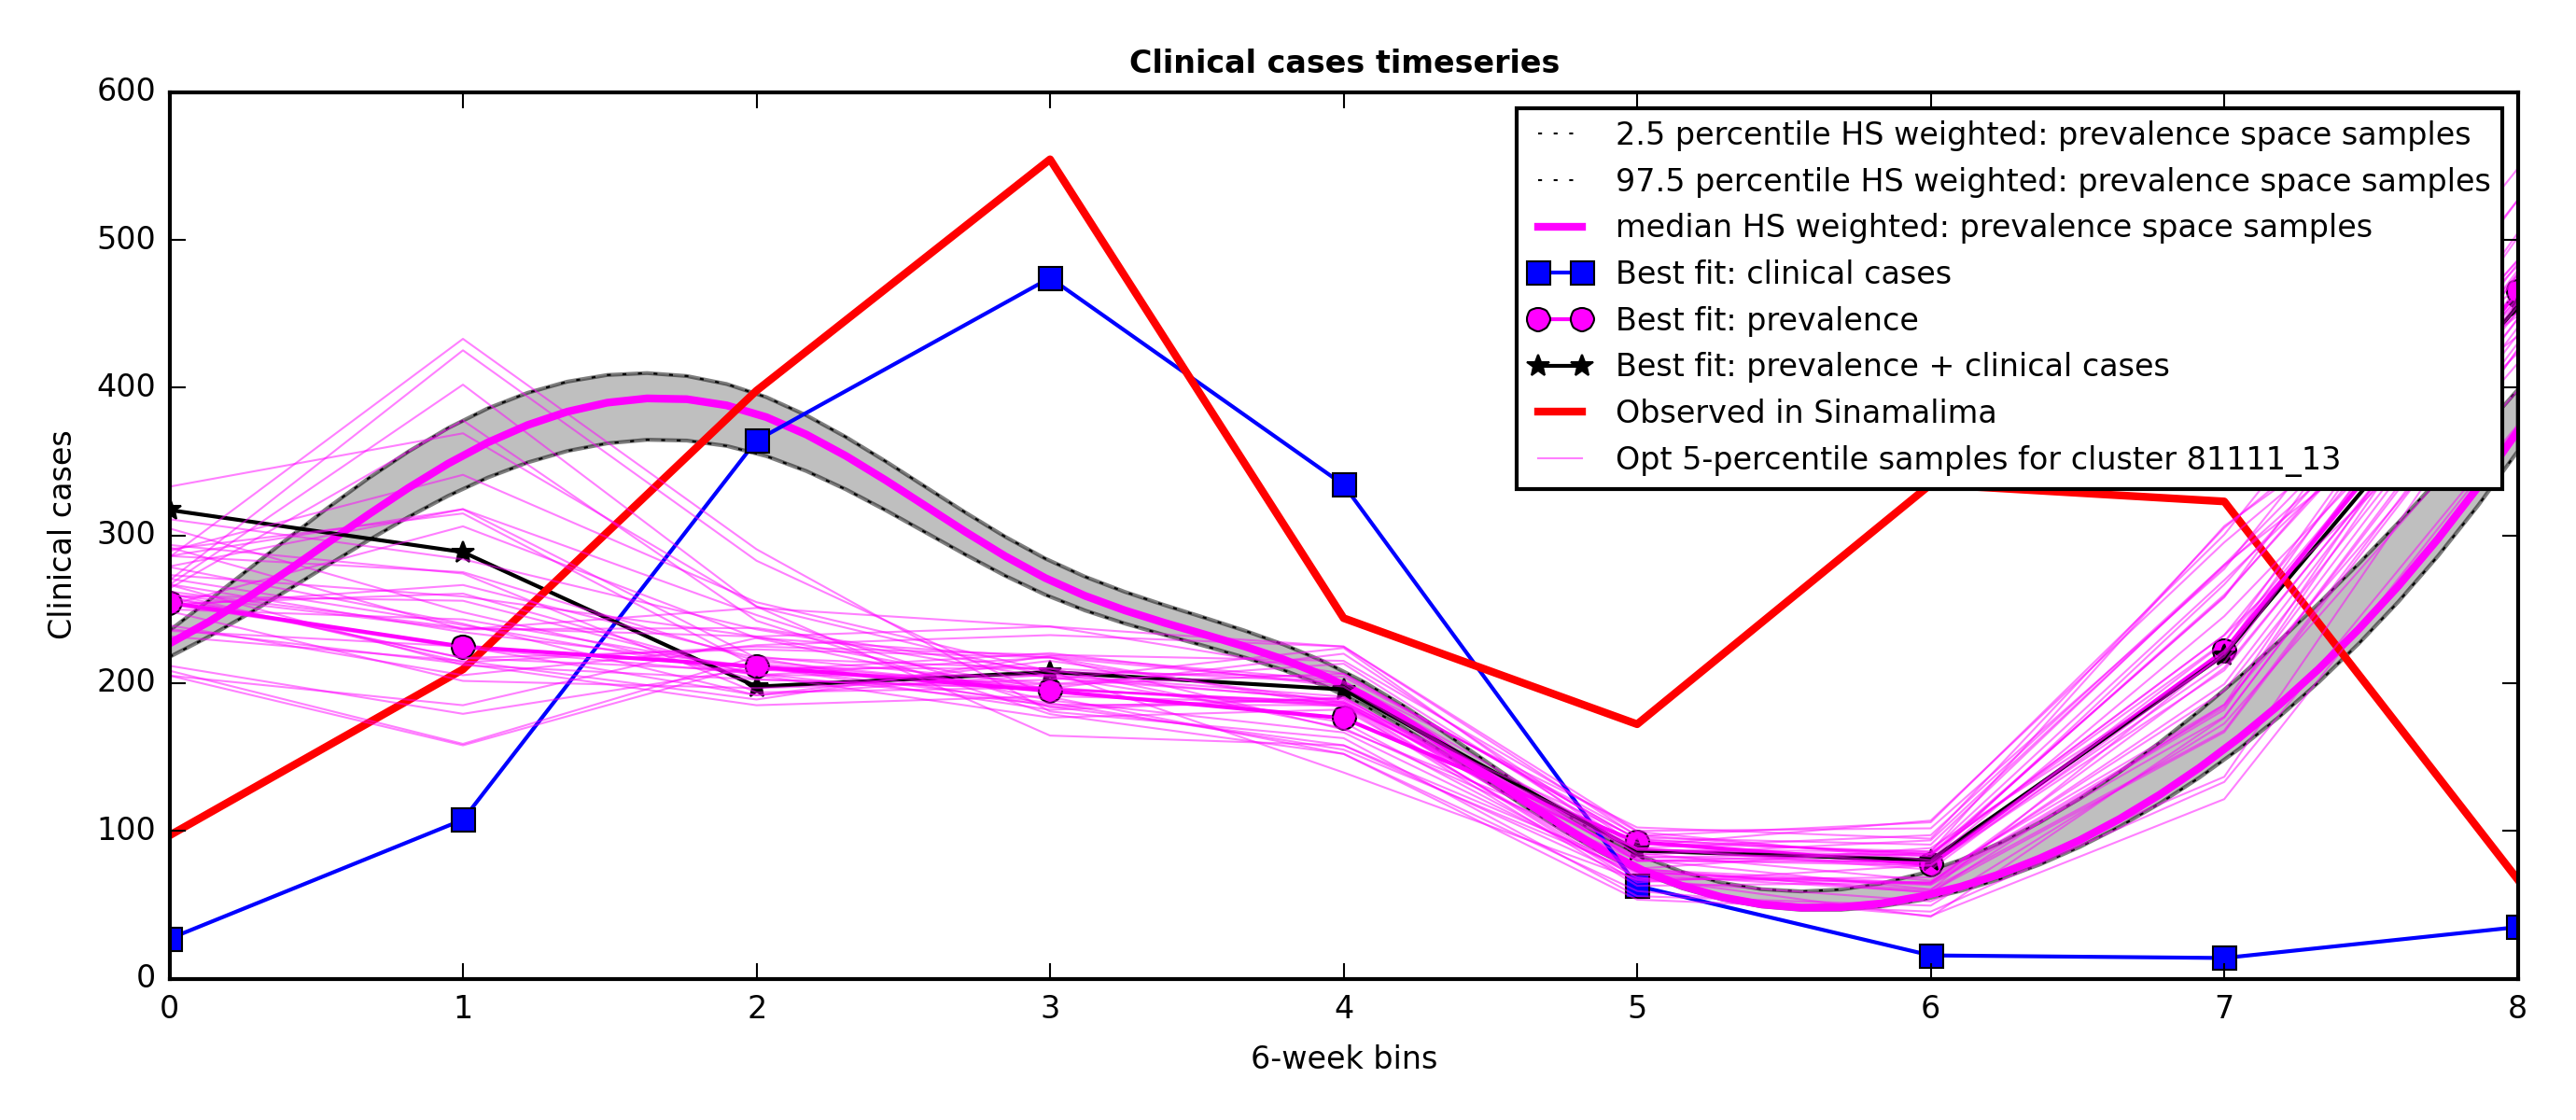 Clinical cases timeseries
600
500
400
300
200
100
0
Clinical cases
2.5 percentile HS weighted: prevalence space samples
97.5 percentile HS weighted: prevalence space samples
median HS weighted: prevalence space samples
Best fit: clinical cases
Best fit: prevalence
Best fit: prevalence + clinical cases
Observed in Sinamalima
Opt 5-percentile samples for cluster 81111_13
0 1 2 3 4 5 6 7 8
6-week bins